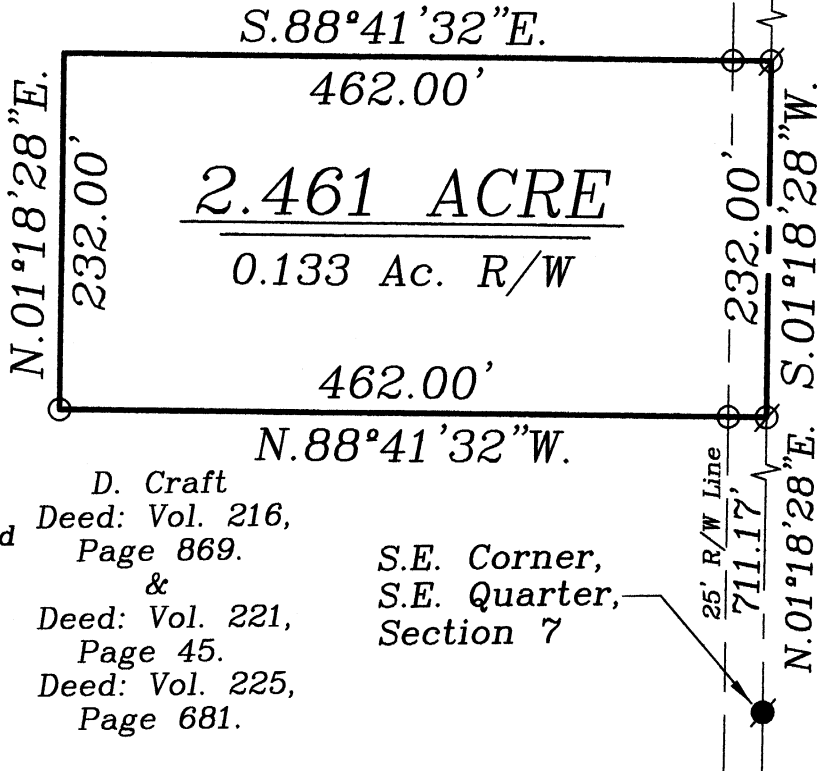 S.88°41'32"E.
462.00'
N.01°18'28"E.
232.00'
2.461 ACRE
0.133 Ac. R/W
232.00'
S.01°18'28"W.
462.00'
N.88°41'32"W.
D. Craft
Deed: Vol. 216,
Page 869.
&
Deed: Vol. 221,
Page 45.
Deed: Vol. 225,
Page 681.
d
S.E. Corner,
S.E. Quarter,
Section 7
25' R/W Line
711.17'
N.01°18'28"E.